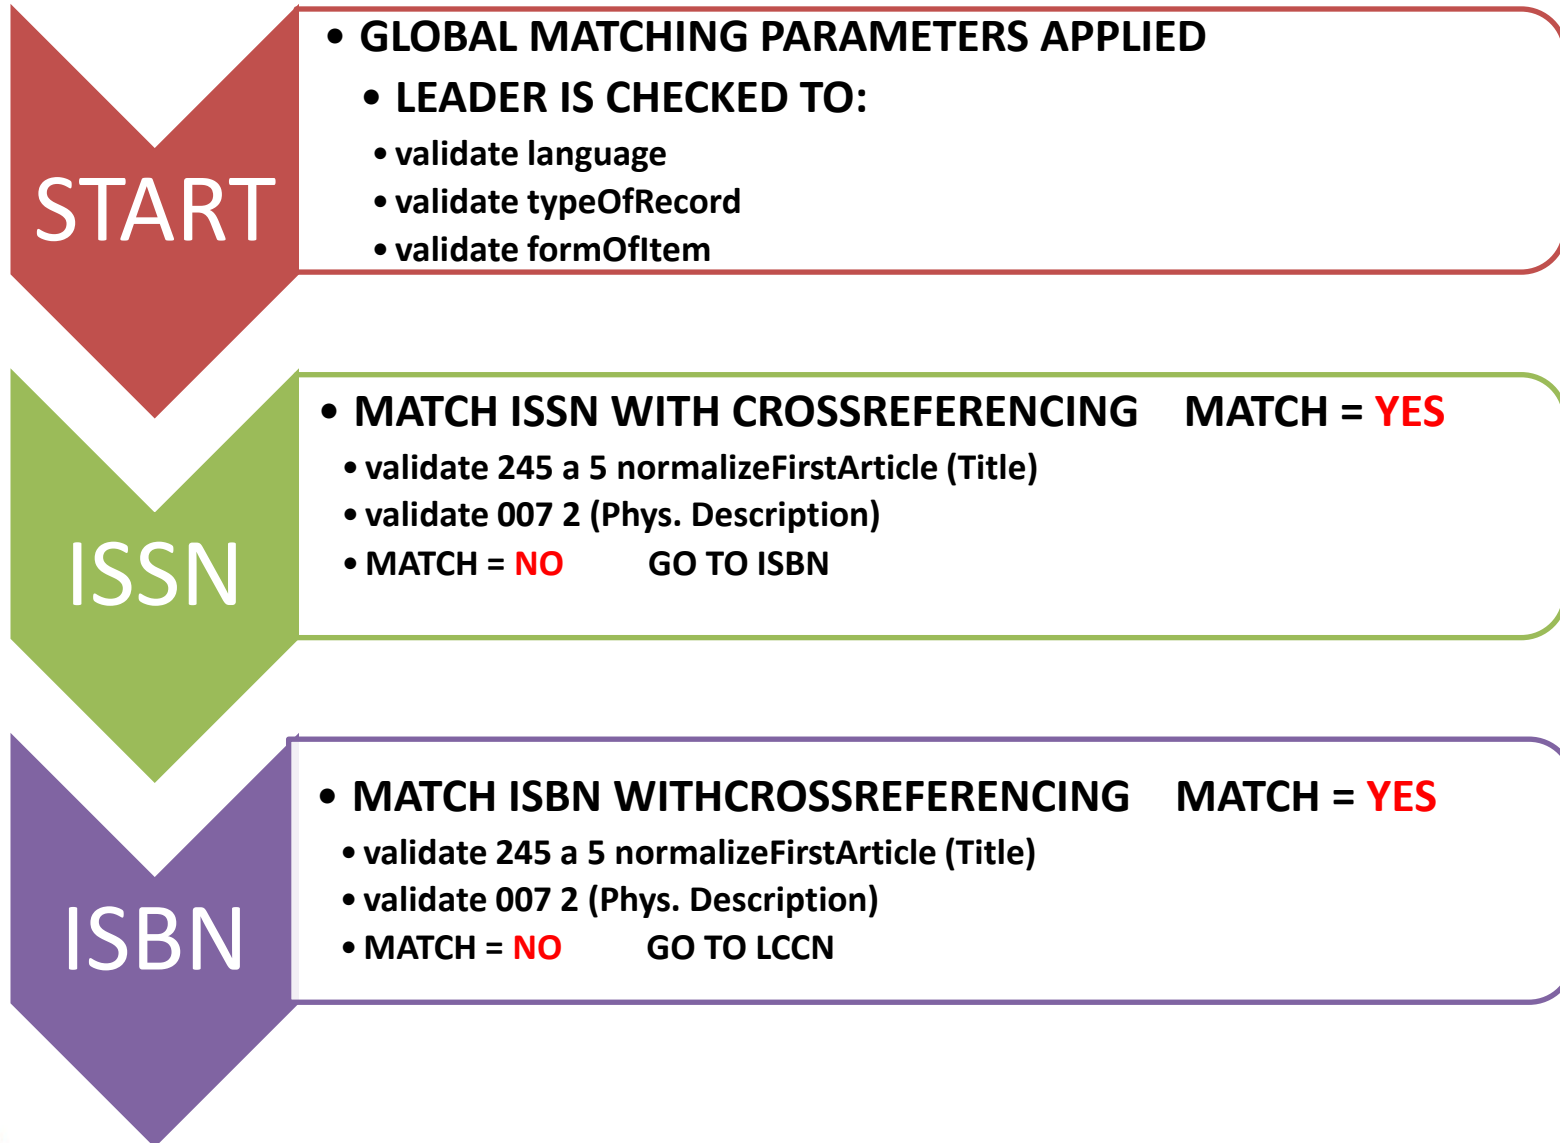 START
• GLOBAL MATCHING PARAMETERS APPLIED
• LEADER IS CHECKED TO:
• validate language
• validate typeOfRecord
• validate formOfItem
ISSN
• MATCH ISSN WITH CROSSREFERENCING MATCH = YES
• validate 245 a 5 normalizeFirstArticle (Title)
• validate 007 2 (Phys. Description)
• MATCH = NO GO TO ISBN
ISBN
• MATCH ISBN WITHCROSSREFERENCING MATCH = YES
• validate 245 a 5 normalizeFirstArticle (Title)
• validate 007 2 (Phys. Description)
• MATCH = NO GO TO LCCN